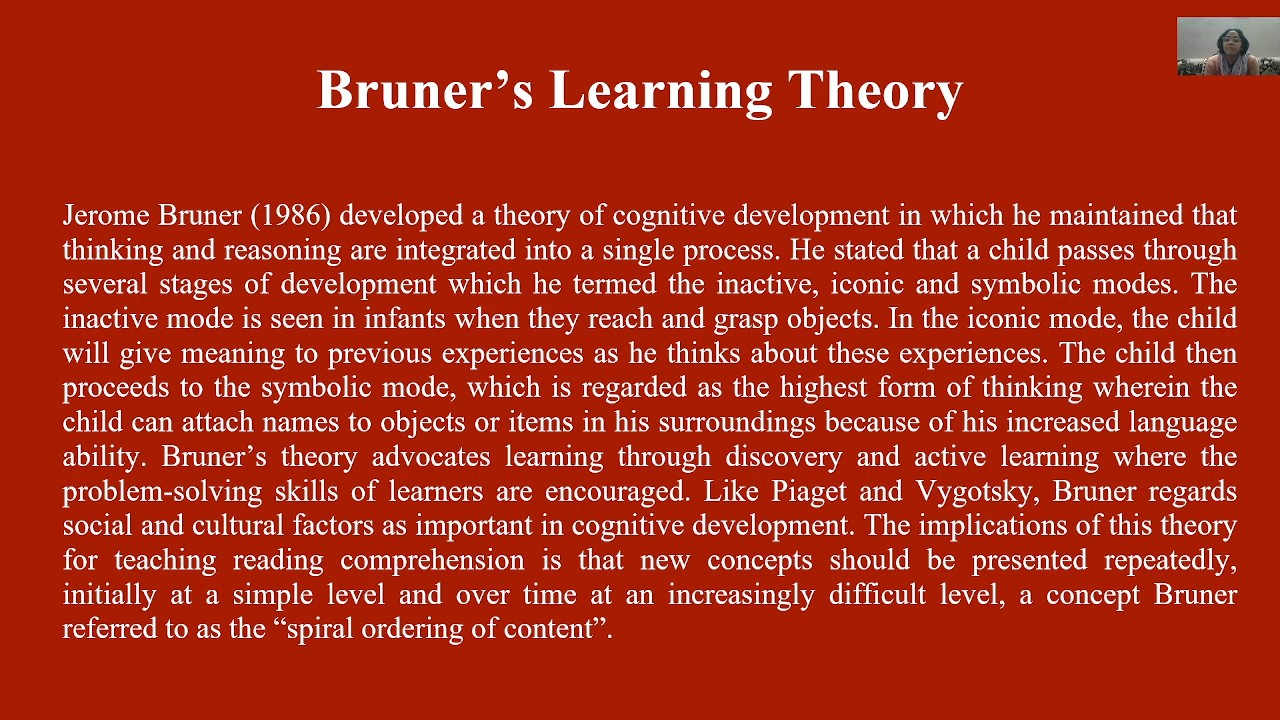 Bruner’s Learning Theory
Jerome Bruner (1986) developed a theory of cognitive development in which he maintained that
thinking and reasoning are integrated into a single process. He stated that a child passes through
several stages of development which he termed the inactive, iconic and symbolic modes. The
inactive mode is seen in infants when they reach and grasp objects. In the iconic mode, the child
will give meaning to previous experiences as he thinks about these experiences. The child then
proceeds to the symbolic mode, which is regarded as the highest form of thinking wherein the
child can attach names to objects or items in his surroundings because of his increased language
ability. Bruner’s theory advocates learning through discovery and active learning where the
problem-solving skills of learners are encouraged. Like Piaget and Vygotsky, Bruner regards
social and cultural factors as important in cognitive development. The implications of this theory
for teaching reading comprehension is that new concepts should be presented repeatedly,
initially at a simple level and over time at an increasingly difficult level, a concept Bruner
referred to as the “spiral ordering of content”.